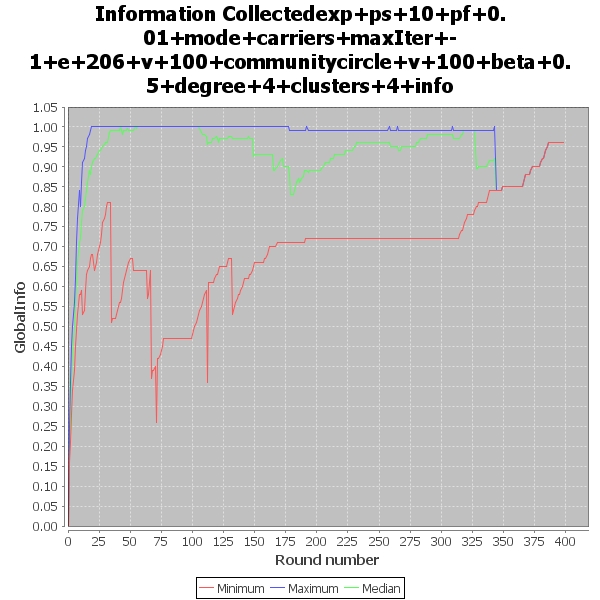 Information Collectedexp+ps+10+pf+0.
01+mode+carriers+maxIter+-
1+e+206+v+100+communitycircle+v+100+beta+0.
5+degree+4+clusters+4+info
1.05
1.00
0.95
0.90
0.85
0.80
0.75
0.70
0.65
0.60
0.55
0.50
0.45
0.40
0.35
0.30
0.25
0.20
0.15
0.10
0.05
0.00
GlobalInfo
0 25 50 75 100 125 150 175 200 225 250 275 300 325 350 375 400
Round number
Minimum Maximum Median